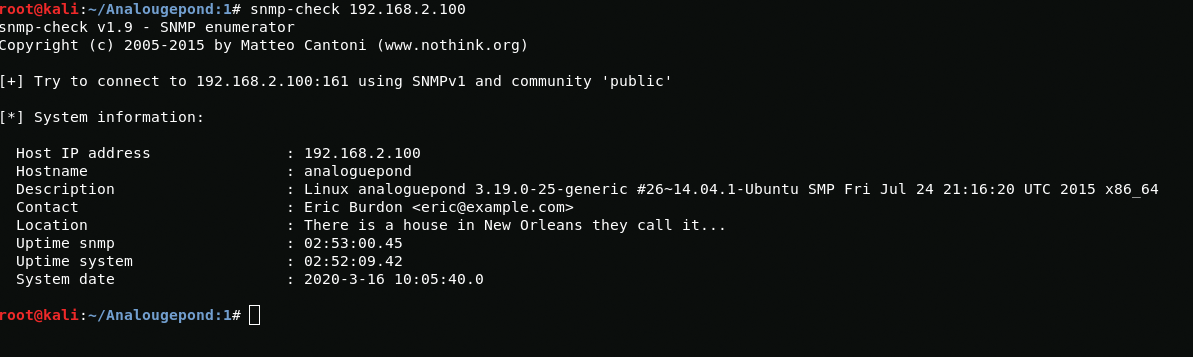 root@kali:~/Analougepond:1# snmp-check 192.168.2.100
snmp-check v1.9 - SNMP enumerator
Copyright (c) 2005-2015 by Matteo Cantoni (www.nothink.org)
[+] Try to connect to 192.168.2.100:161 using SNMPv1 and community 'public'
[*] System information:
Host IP address : 192.168.2.100
Hostname : analoguepond
Description : Linux analoguepond 3.19.0-25-generic #26~14.04.1-Ubuntu SMP Fri Jul 24 21:16:20 UTC 2015 x86_64
Contact : Eric Burdon <eric@example.com>
Location : There is a house in New Orleans they call it...
Uptime snmp : 02:53:00.45
Uptime system : 02:52:09.42
System date : 2020-3-16 10:05:40.0
root@kali:~/Analougepond:1#